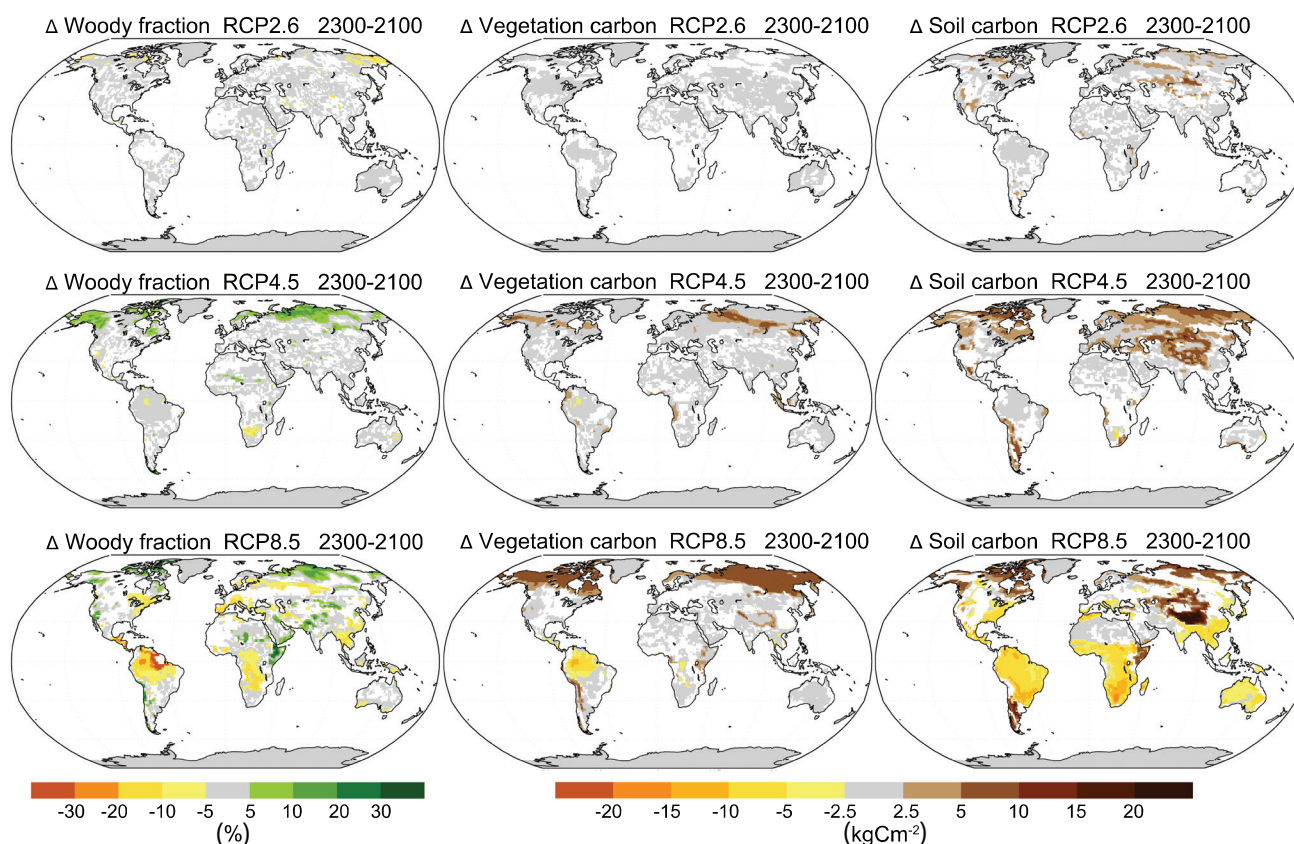 Δ Woody fraction RCP2.6 2300-2100
Δ Vegetation carbon RCP2.6 2300-2100
Δ Soil carbon RCP2.6 2300-2100
Δ Woody fraction RCP4.5 2300-2100
Δ Vegetation carbon RCP4.5 2300-2100
Δ Soil carbon RCP4.5 2300-2100
Δ Woody fraction RCP8.5 2300-2100
Δ Vegetation carbon RCP8.5 2300-2100
Δ Soil carbon RCP8.5 2300-2100
-30 -20 -10 -5 5 10 20 30
(%)
-20 -15 -10 -5 -2.5 2.5 5 10 15 20
(kgCm⁻²)